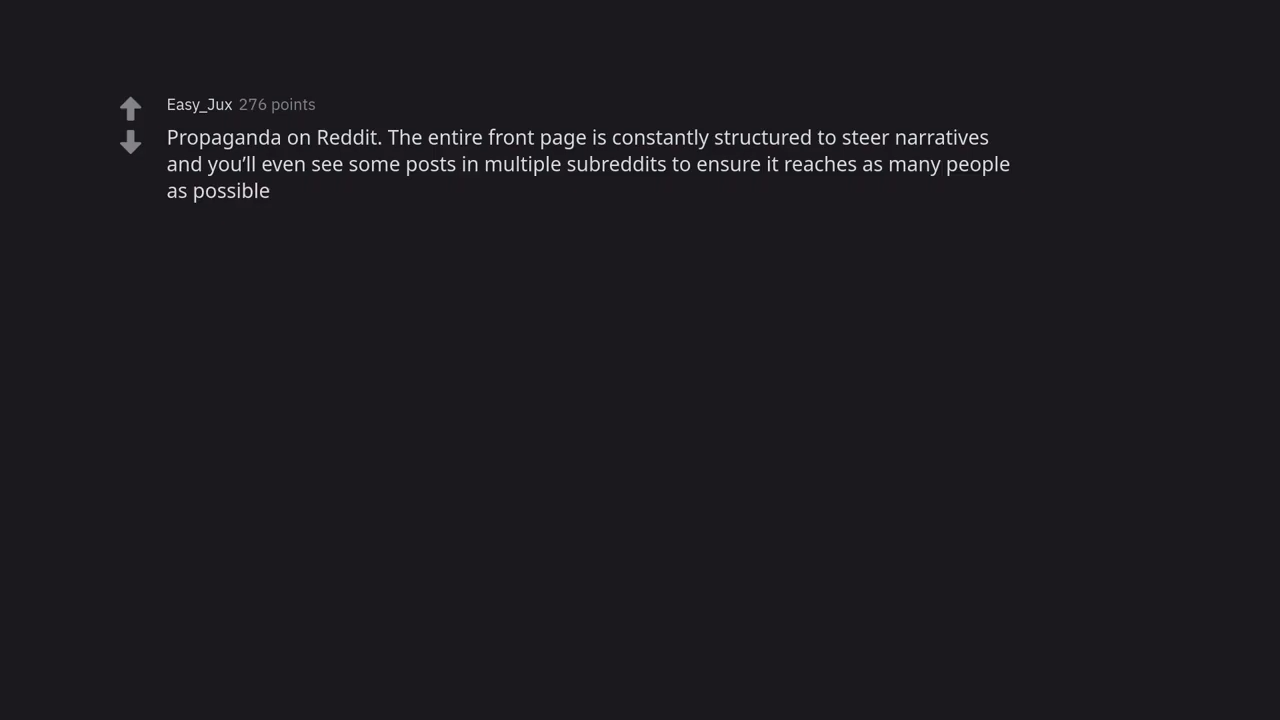 Easy_Jux 276 points
Propaganda on Reddit. The entire front page is constantly structured to steer narratives
and you’ll even see some posts in multiple subreddits to ensure it reaches as many people
as possible